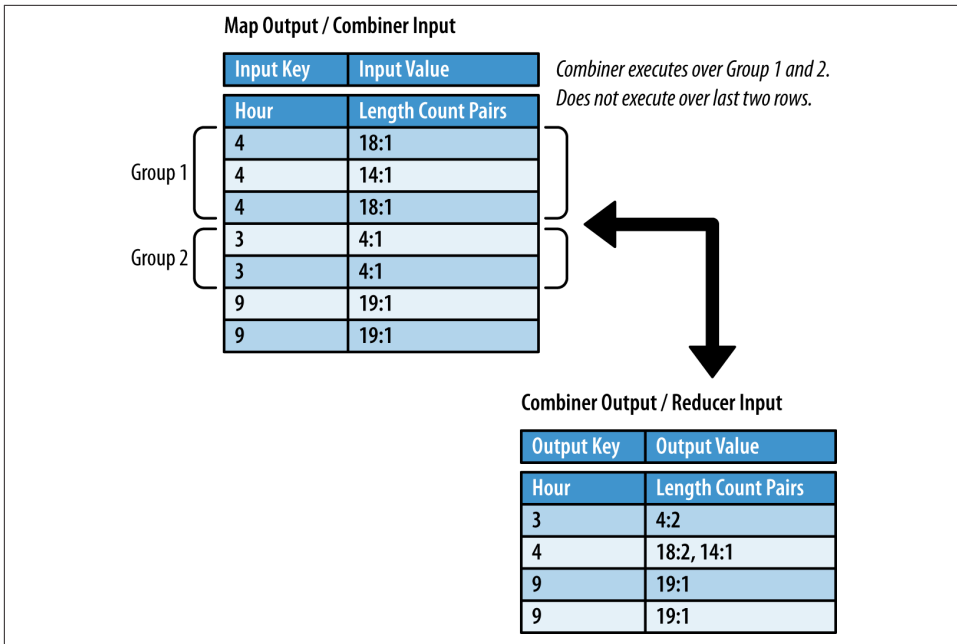 Map Output / Combiner Input
Input Key Input Value
Combiner executes over Group 1 and 2.
Does not execute over last two rows.
Hour Length Count Pairs
Group 1
4 18:1
4 14:1
4 18:1
Group 2
3 4:1
3 4:1
9 19:1
9 19:1
Combiner Output / Reducer Input
Output Key Output Value
Hour Length Count Pairs
3 4:2
4 18:2, 14:1
9 19:1
9 19:1